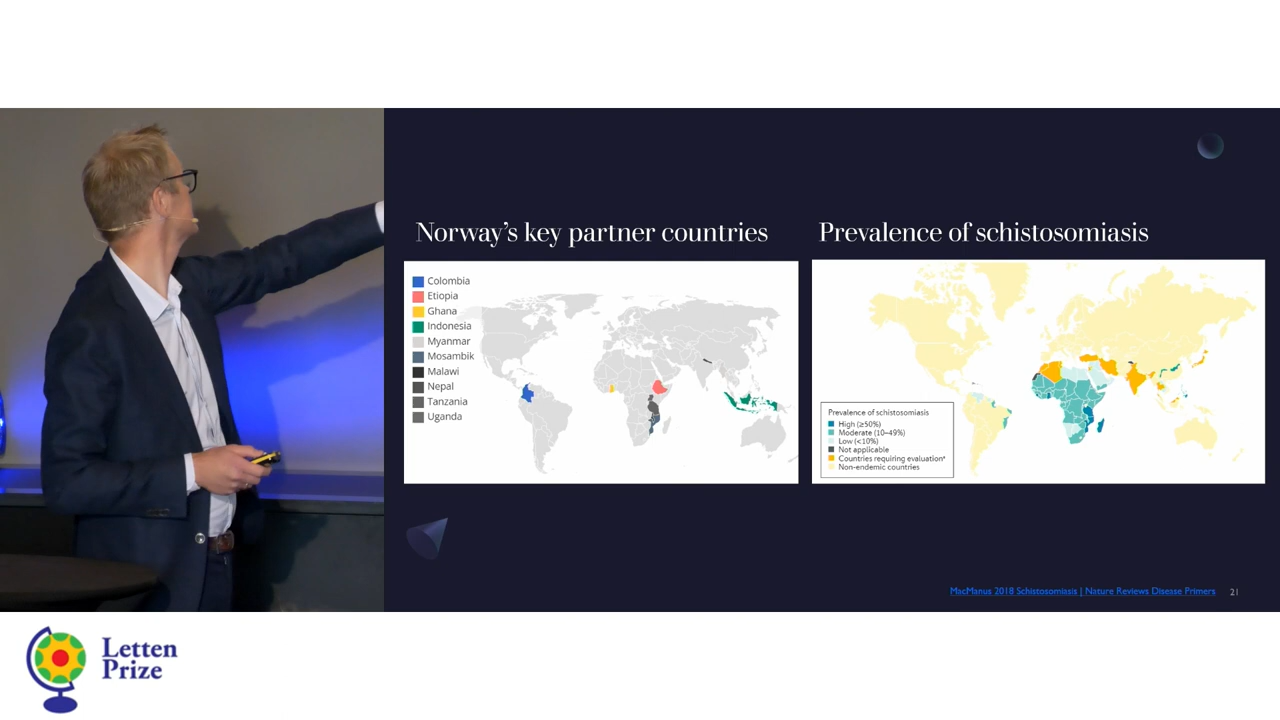 Norway's key partner countries
Colombia
Etiopia
Ghana
Indonesia
Myanmar
Mosambik
Malawi
Nepal
Tanzania
Uganda
Prevalence of schistosomiasis
Prevalence of schistosomiasis
High (≥50%)
Moderate (10–49%)
Low (<10%)
Not applicable
Countries requiring evaluationᵃ
Non-endemic countries
MacManus 2018 Schistosomiasis | Nature Reviews Disease Primers
21
Letten
Prize